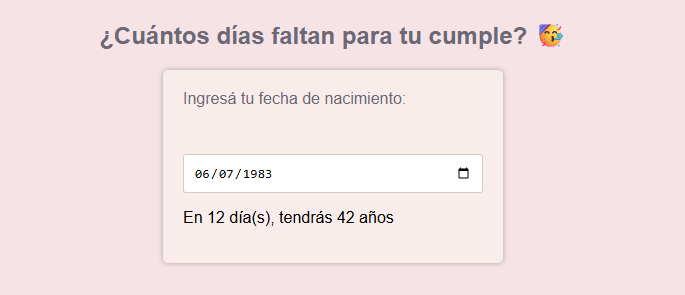 ¿Cuántos días faltan para tu cumple? 🥳
Ingresá tu fecha de nacimiento:
06/07/1983
En 12 día(s), tendrás 42 años